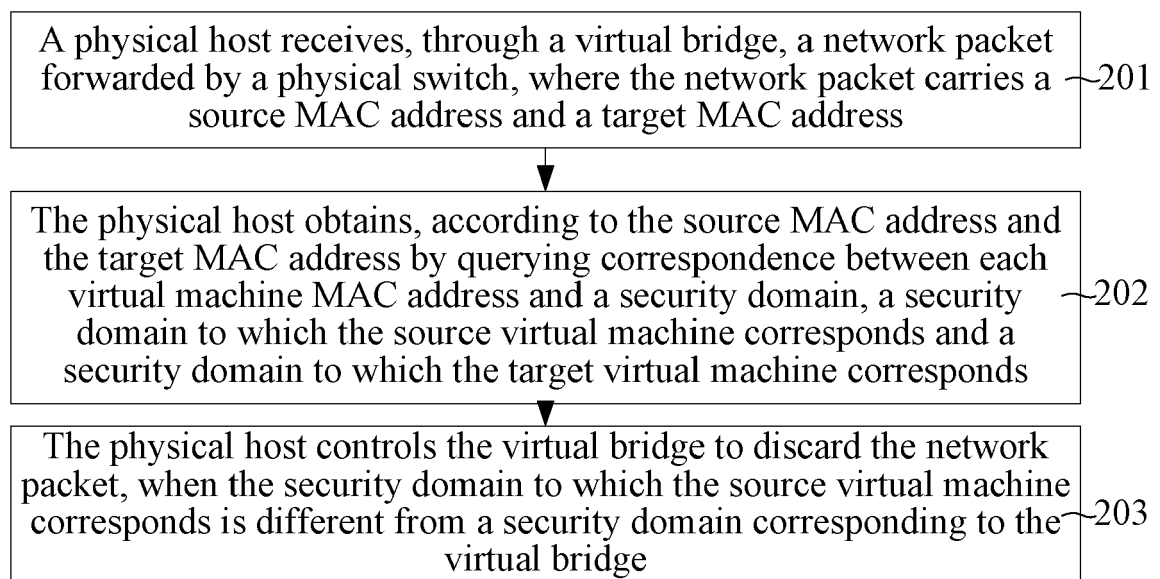 A physical host receives, through a virtual bridge, a network packet
forwarded by a physical switch, where the network packet carries a
source MAC address and a target MAC address
201
The physical host obtains, according to the source MAC address and
the target MAC address by querying correspondence between each
virtual machine MAC address and a security domain, a security
domain to which the source virtual machine corresponds and a
security domain to which the target virtual machine corresponds
202
The physical host controls the virtual bridge to discard the network
packet, when the security domain to which the source virtual machine
corresponds is different from a security domain corresponding to the
virtual bridge
203